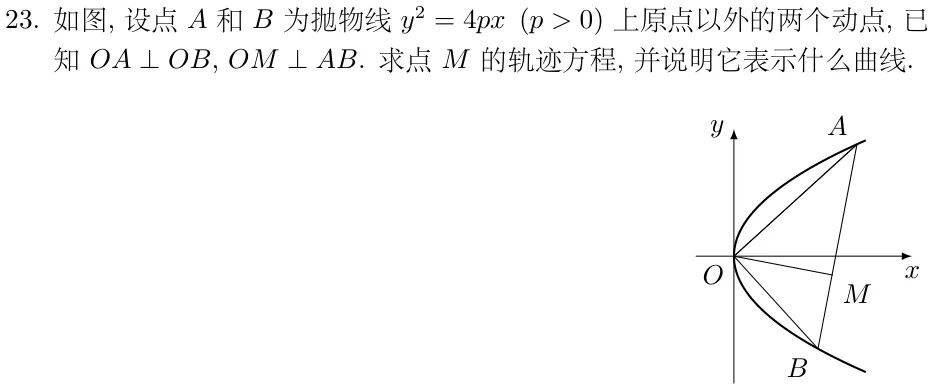 23. 如图, 设点 A 和 B 为抛物线 y² = 4px (p > 0) 上原点以外的两个动点, 已
知 OA ⊥ OB, OM ⊥ AB. 求点 M 的轨迹方程, 并说明它表示什么曲线.
y
A
O
x
M
B